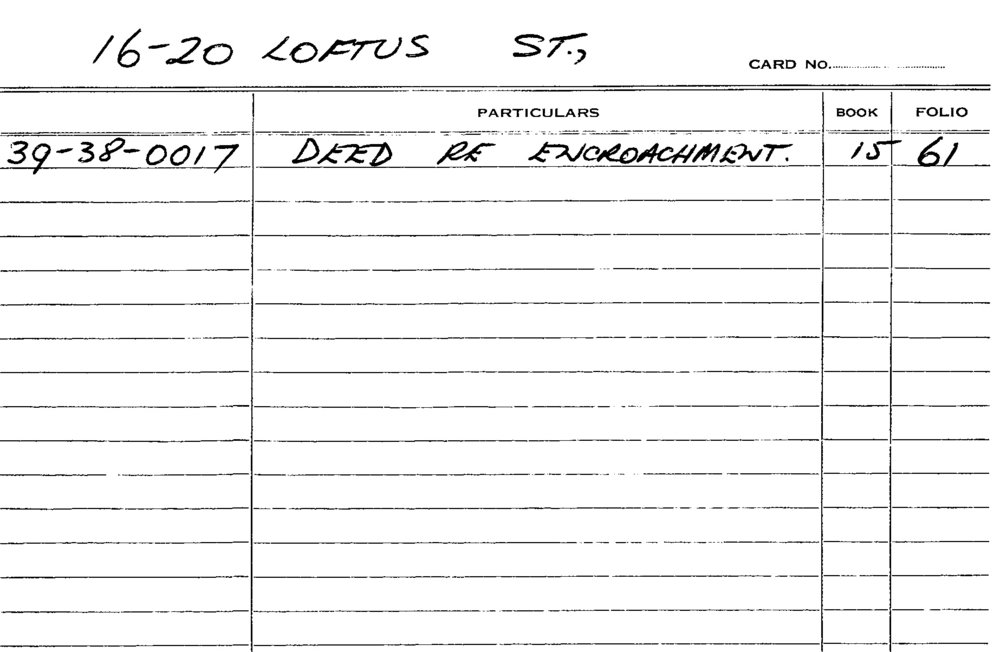 16-20 LOFTUS ST.,
CARD NO.
PARTICULARS BOOK FOLIO
39-38-0017 DEED RE ENCROACHMENT. 15 61